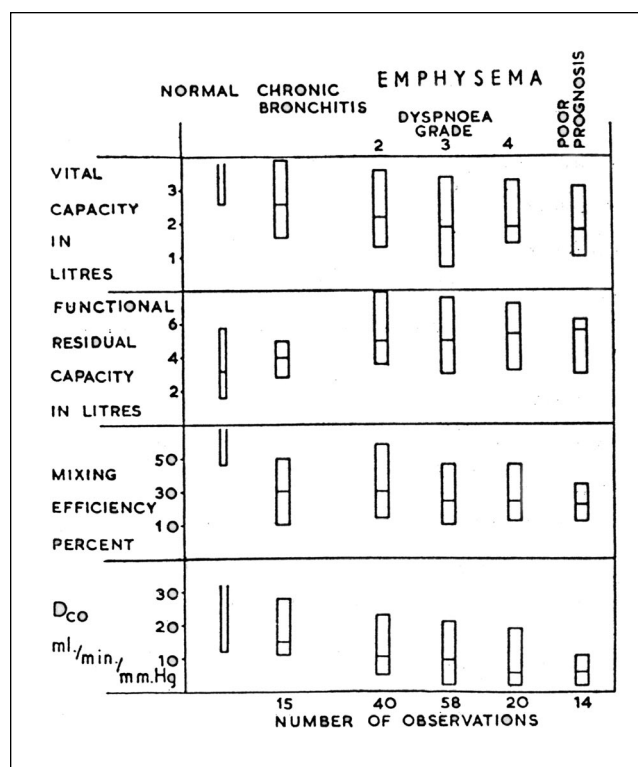 EMPHYSEMA
NORMAL CHRONIC BRONCHITIS
DYSPNOEA GRADE
2 3 4
POOR PROGNOSIS
VITAL
CAPACITY
IN
LITRES
3
2
1
FUNCTIONAL
RESIDUAL
CAPACITY
IN LITRES
6
4
2
MIXING
EFFICIENCY
PERCENT
50
30
10
DCO
ml./min./mm.Hg
30
20
10
15 40 58 20 14
NUMBER OF OBSERVATIONS